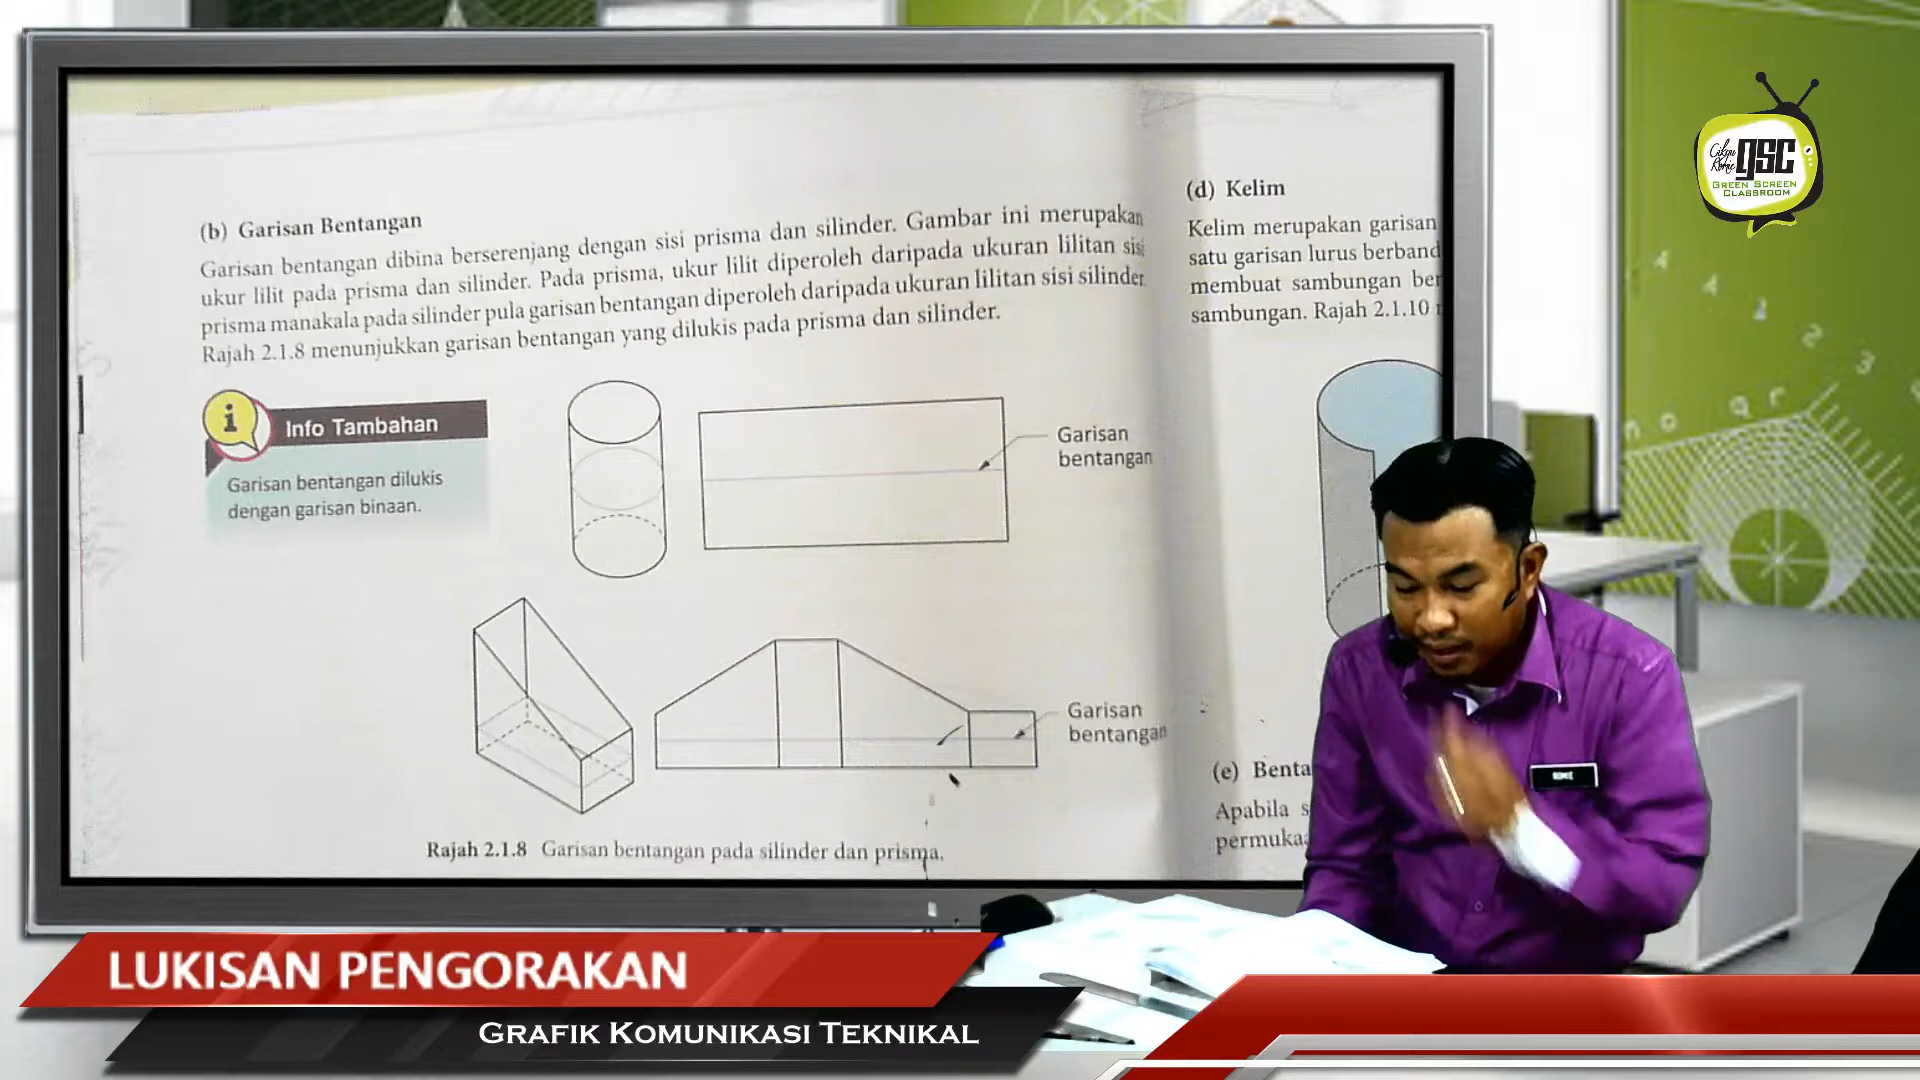 (b) Garisan Bentangan
Garisan bentangan dibina berserenjang dengan sisi prisma dan silinder. Gambar ini merupakan
ukur lilit pada prisma dan silinder. Pada prisma, ukur lilit diperoleh daripada ukuran lilitan sisi
prisma manakala pada silinder pula garisan bentangan diperoleh daripada ukuran lilitan sisi silinder.
Rajah 2.1.8 menunjukkan garisan bentangan yang dilukis pada prisma dan silinder.
i
Info Tambahan
Garisan bentangan dilukis
dengan garisan binaan.
Garisan
bentangan
Garisan
bentangan
Rajah 2.1.8 Garisan bentangan pada silinder dan prisma.
(d) Kelim
Kelim merupakan garisan
satu garisan lurus
membuat sambungan
sambungan. Rajah 2.1.10
(e)
Apabila
Cikgu
GSC
GREEN SCREEN
CLASSROOM
LUKISAN PENGORAKAN
GRAFIK KOMUNIKASI TEKNIKAL